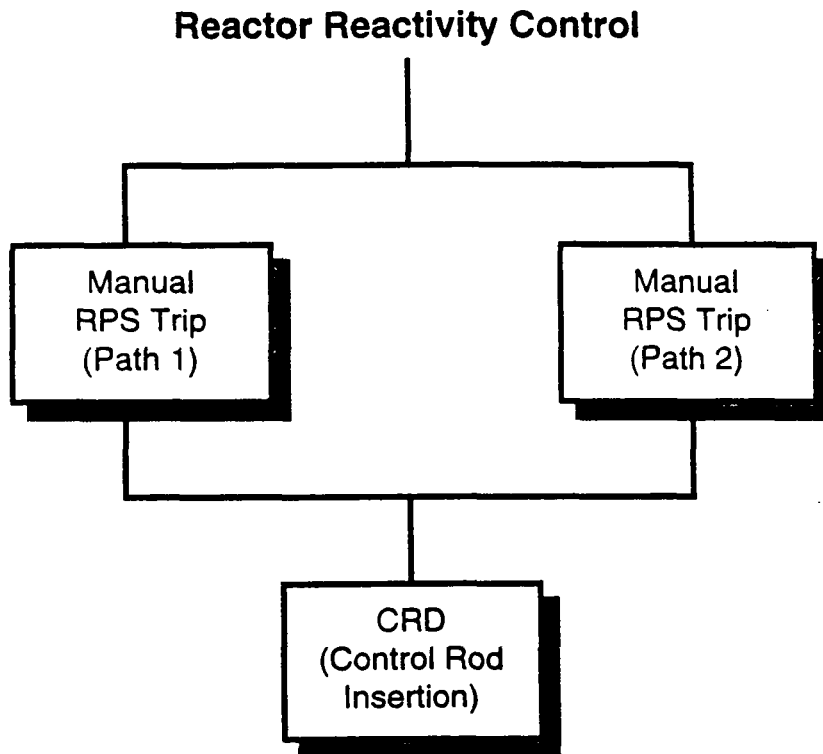 Reactor Reactivity Control
Manual
RPS Trip
(Path 1)
Manual
RPS Trip
(Path 2)
CRD
(Control Rod
Insertion)